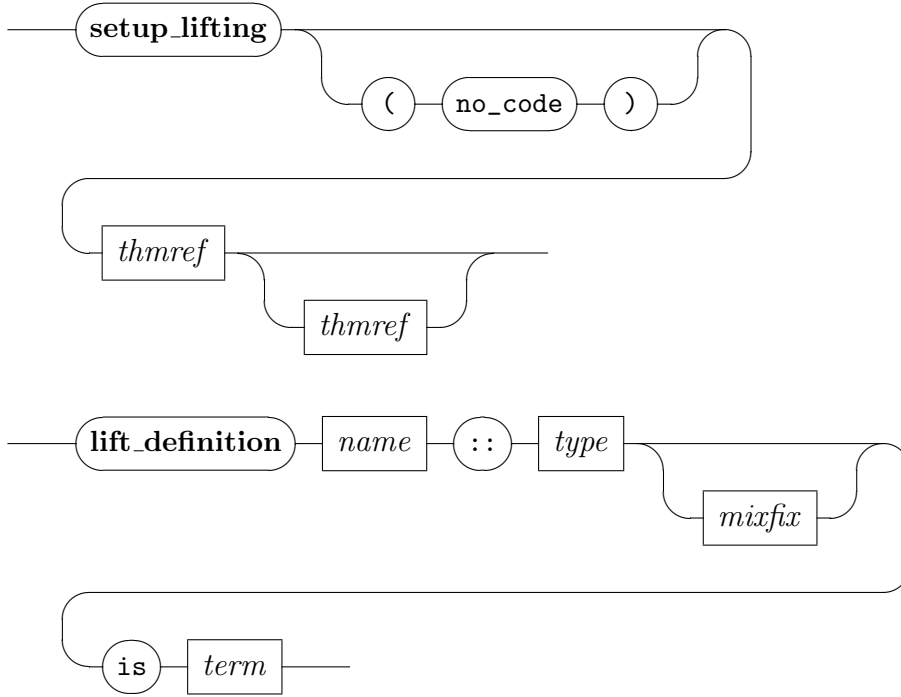 setup_lifting
( no_code )
thmref
thmref
lift_definition name :: type
mixfix
is term